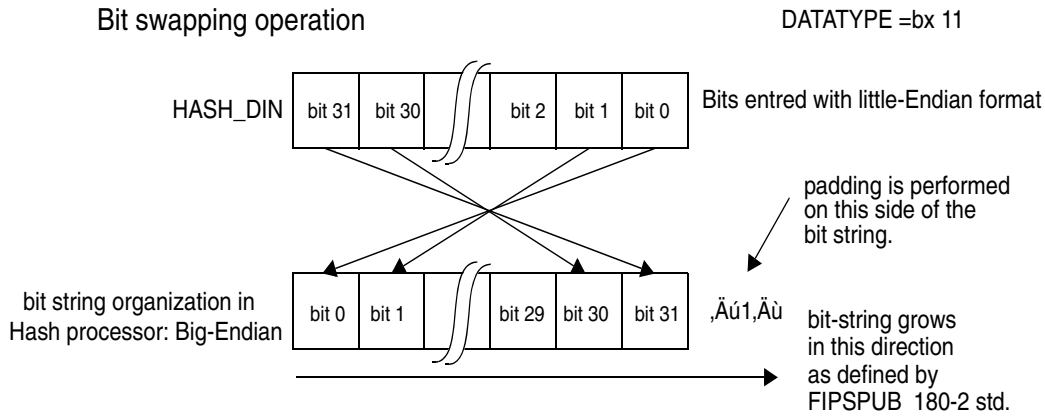 Bit swapping operation
DATATYPE =bx 11
HASH_DIN
bit 31 bit 30 bit 2 bit 1 bit 0
Bits entred with little-Endian format
padding is performed
on this side of the
bit string.
bit string organization in
Hash processor: Big-Endian
bit 0 bit 1 bit 29 bit 30 bit 31
‚Äú1‚Äù
bit-string grows
in this direction
as defined by
FIPSPUB 180-2 std.